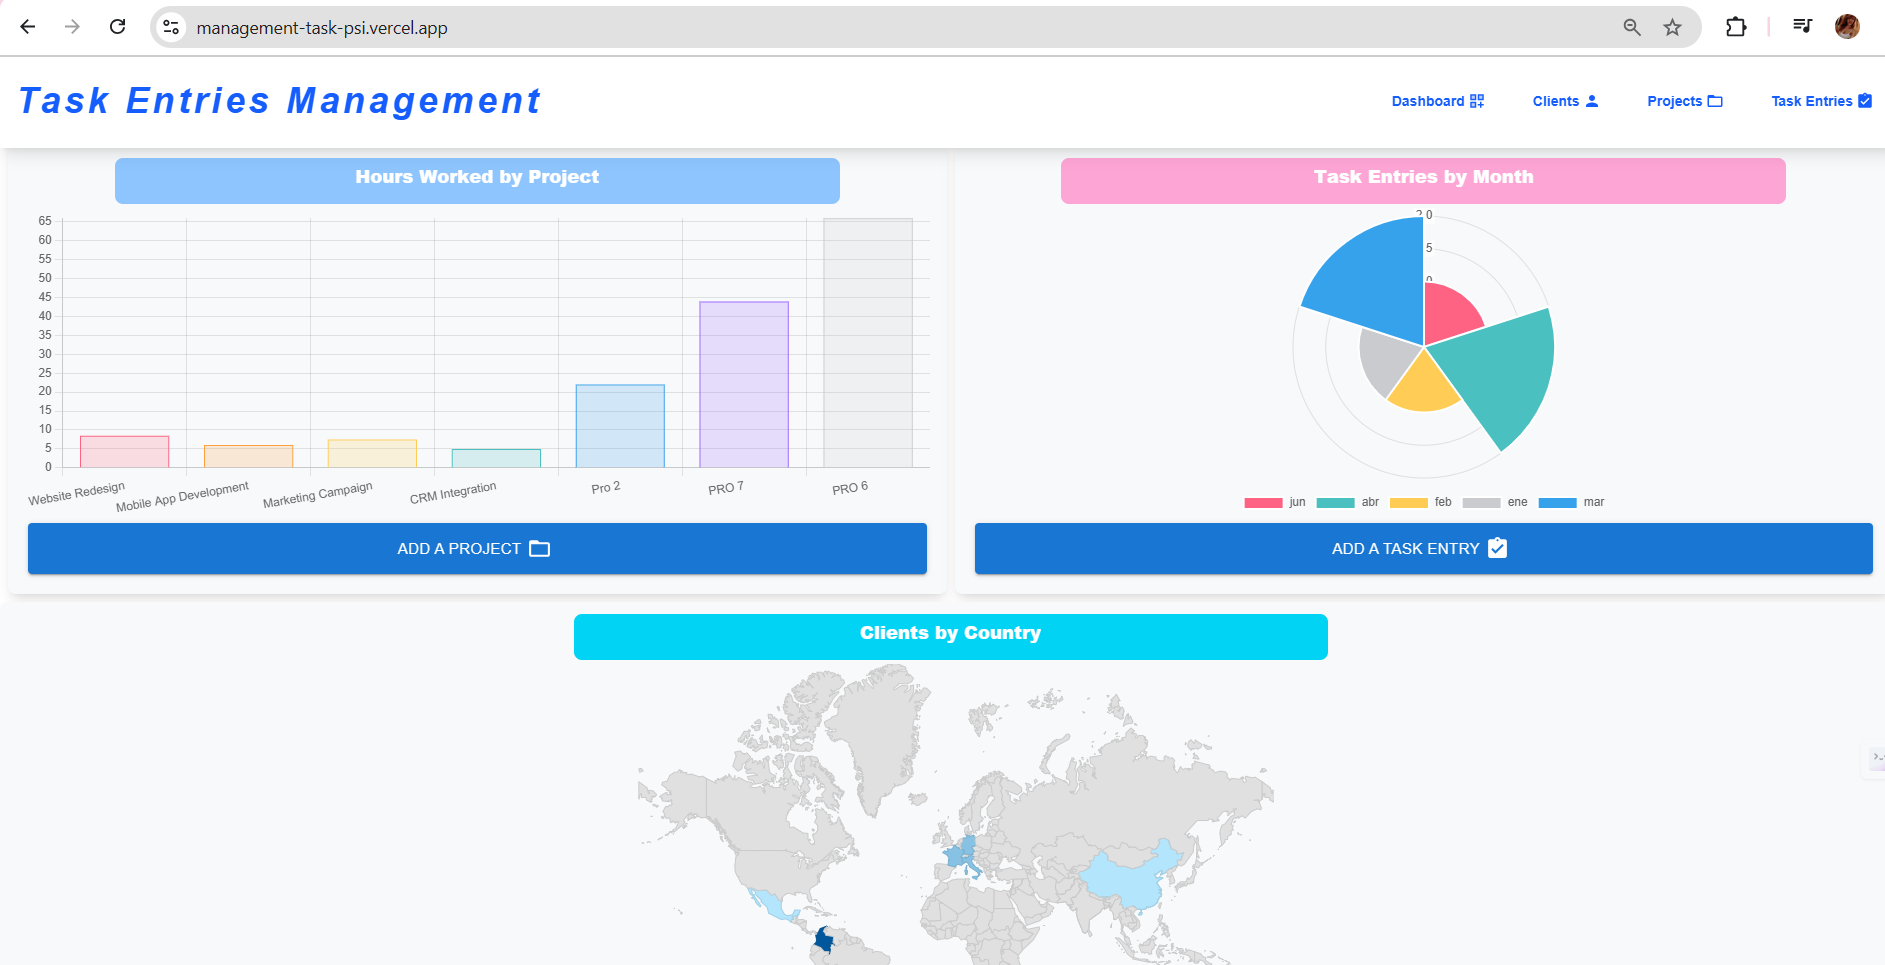 management-task-psi.vercel.app
Task Entries Management
Dashboard
Clients
Projects
Task Entries
Hours Worked by Project
65
60
55
50
45
40
35
30
25
20
15
10
5
0
Website Redesign
Mobile App Development
Marketing Campaign
CRM Integration
Pro 2
PRO 7
PRO 6
ADD A PROJECT
Task Entries by Month
2.0
5
0
jun abr feb ene mar
ADD A TASK ENTRY
Clients by Country